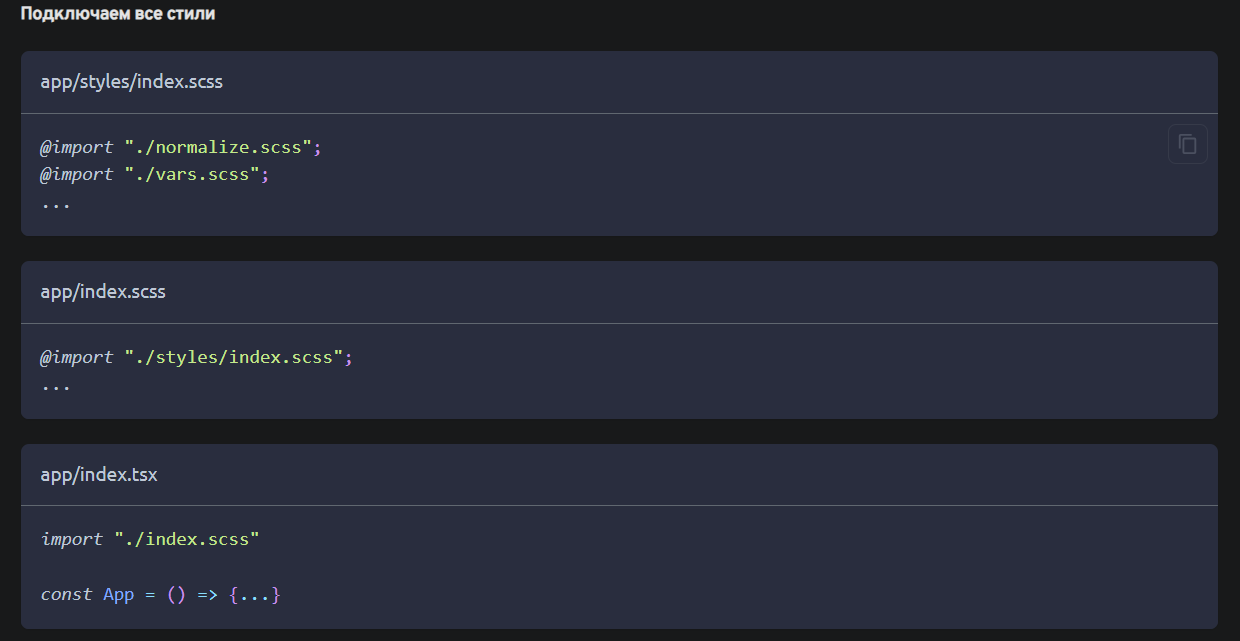 Подключаем все стили
app/styles/index.scss
@import "./normalize.scss";
@import "./vars.scss";
...
app/index.scss
@import "./styles/index.scss";
...
app/index.tsx
import "./index.scss"
const App = () => {...}